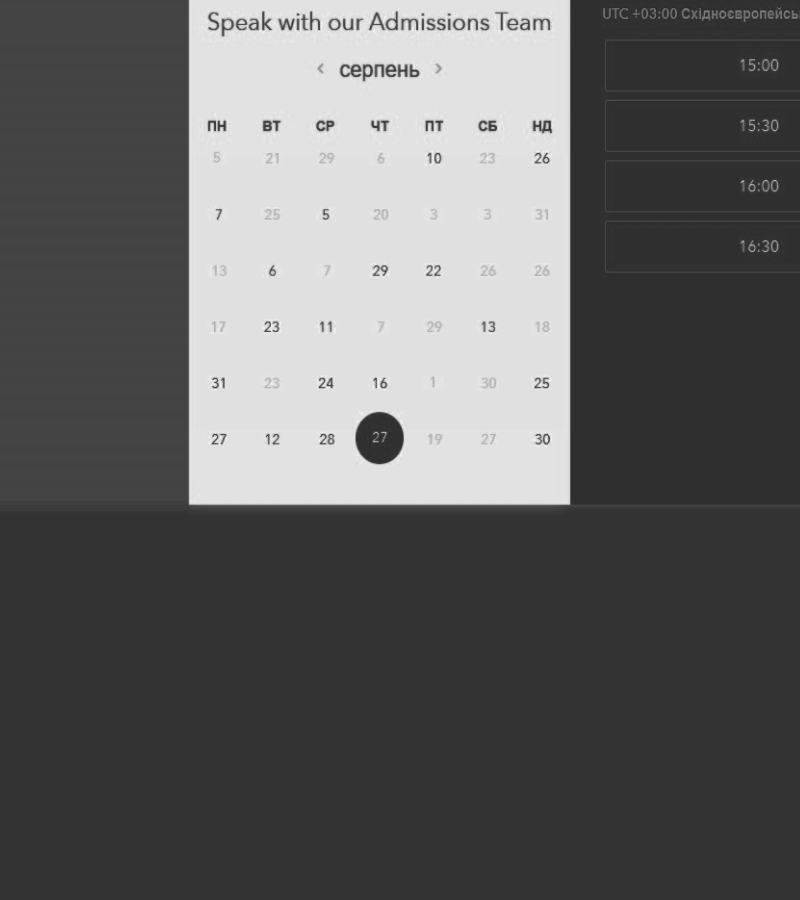 Speak with our Admissions Team
< серпень >
ПН ВТ СР ЧТ ПТ СБ НД
5 21 29 6 10 23 26
7 25 5 20 3 3 31
13 6 7 29 22 26 26
17 23 11 7 29 13 18
31 23 24 16 1 30 25
27 12 28 27 19 27 30
UTC +03:00 Східноєвропейсь
15:00
15:30
16:00
16:30